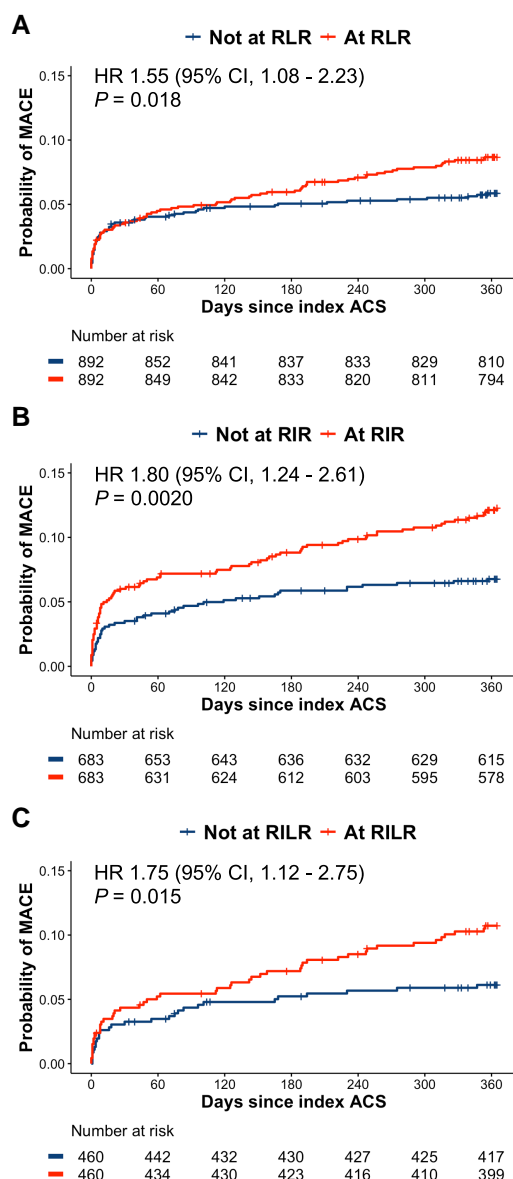 A
Not at RLR At RLR
HR 1.55 (95% CI, 1.08 - 2.23)
P = 0.018
Probability of MACE
0.15
0.10
0.05
0.00
0 60 120 180 240 300 360
Days since index ACS
Number at risk
892 852 841 837 833 829 810
892 849 842 833 820 811 794
B
Not at RIR At RIR
HR 1.80 (95% CI, 1.24 - 2.61)
P = 0.0020
Probability of MACE
0.15
0.10
0.05
0.00
0 60 120 180 240 300 360
Days since index ACS
Number at risk
683 653 643 636 632 629 615
683 631 624 612 603 595 578
C
Not at RILR At RILR
HR 1.75 (95% CI, 1.12 - 2.75)
P = 0.015
Probability of MACE
0.15
0.10
0.05
0.00
0 60 120 180 240 300 360
Days since index ACS
Number at risk
460 442 432 430 427 425 417
460 434 430 423 416 410 399